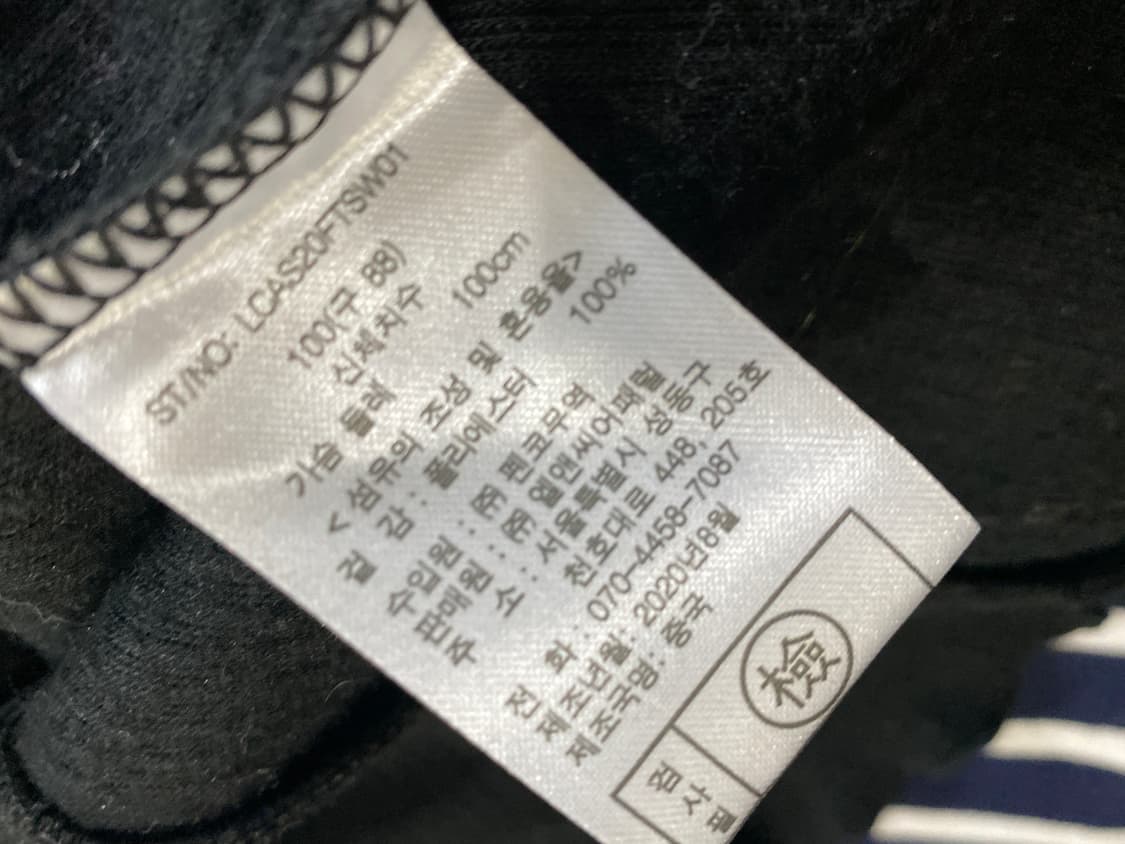 ST/NO: LCAS20FTSW01
100(구 88)
신체치수
가슴 둘레 100cm
<섬유의 조성 및 혼용율>
겉 감 : 폴리에스터 100%
수입원 : ㈜ 펜코무역
판매원 : ㈜ 엘앤씨어패럴
주 소 : 서울특별시 성동구
천호대로 448, 205호
전 화 : 070-4458-7087
제조년월: 2020년8월
제조국명: 중국
검사필 檢